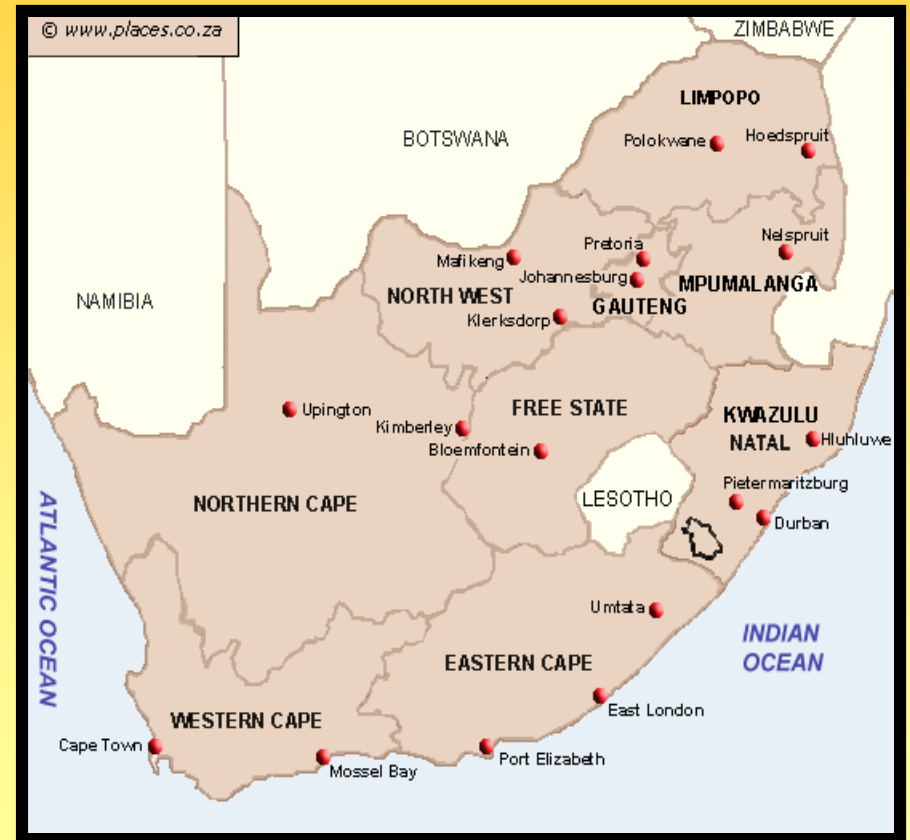 © www.places.co.za
ZIMBABWE
LIMPOPO
BOTSWANA
Polokwane
Hoedspruit
Nelspruit
Pretoria
Mafikeng
Johannesburg
MPUMALANGA
NAMIBIA
NORTH WEST
GAUTENG
Klerksdorp
Upington
FREE STATE
KWAZULU
NATAL
Kimberley
Hluhluwe
Bloemfontein
Pietermaritzburg
LESOTHO
NORTHERN CAPE
Durban
ATLANTIC OCEAN
Umtata
INDIAN
OCEAN
EASTERN CAPE
East London
WESTERN CAPE
Cape Town
Port Elizabeth
Mossel Bay